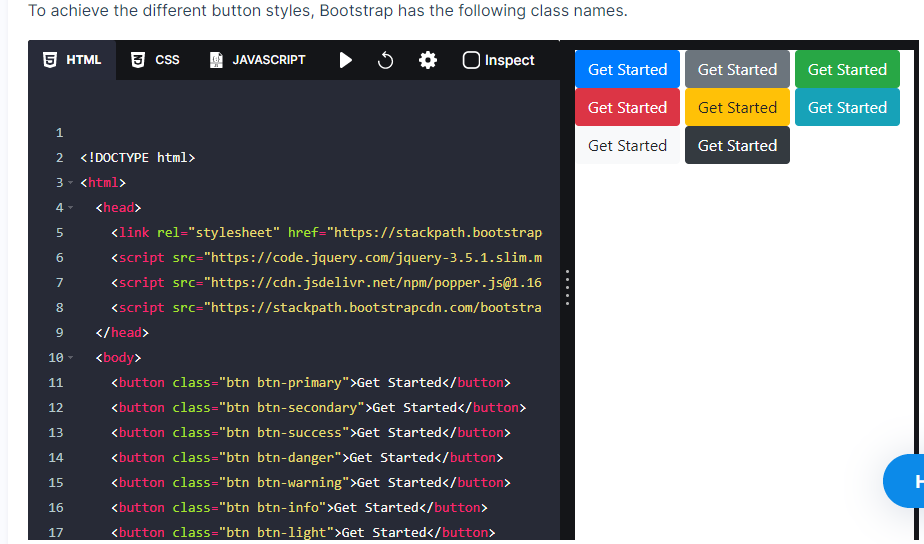 To achieve the different button styles, Bootstrap has the following class names.
HTML CSS JAVASCRIPT Inspect
1
2 <!DOCTYPE html>
3 <html>
4 <head>
5 <link rel="stylesheet" href="https://stackpath.bootstrap
6 <script src="https://code.jquery.com/jquery-3.5.1.slim.m
7 <script src="https://cdn.jsdelivr.net/npm/popper.js@1.16
8 <script src="https://stackpath.bootstrapcdn.com/bootstra
9 </head>
10 <body>
11 <button class="btn btn-primary">Get Started</button>
12 <button class="btn btn-secondary">Get Started</button>
13 <button class="btn btn-success">Get Started</button>
14 <button class="btn btn-danger">Get Started</button>
15 <button class="btn btn-warning">Get Started</button>
16 <button class="btn btn-info">Get Started</button>
17 <button class="btn btn-light">Get Started</button>
Get Started Get Started Get Started
Get Started Get Started Get Started
Get Started Get Started